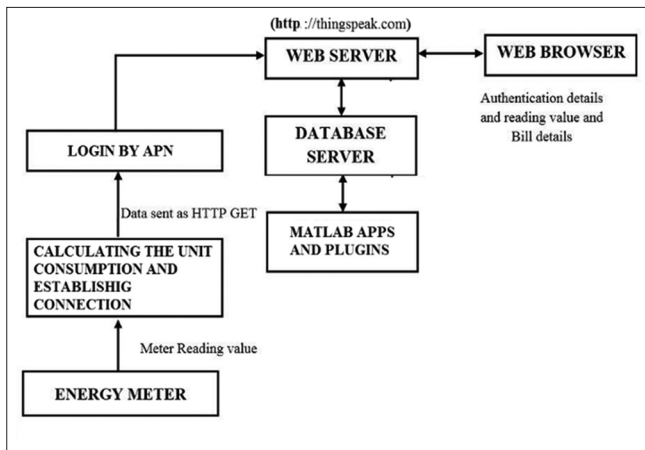 (http ://thingspeak.com)
WEB SERVER
WEB BROWSER
Authentication details
and reading value and
Bill details
DATABASE
SERVER
LOGIN BY APN
Data sent as HTTP GET
MATLAB APPS
AND PLUGINS
CALCULATING THE UNIT
CONSUMPTION AND
ESTABLISHIG
CONNECTION
Meter Reading value
ENERGY METER